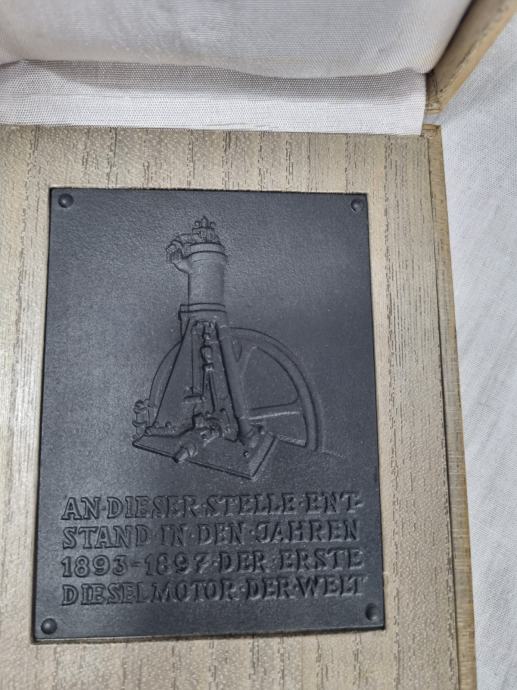 AN·DIESER·STELLE·ENT-
STAND·IN·DEN·JAHREN
1893-1897·DER·ERSTE
DIESELMOTOR·DER·WELT